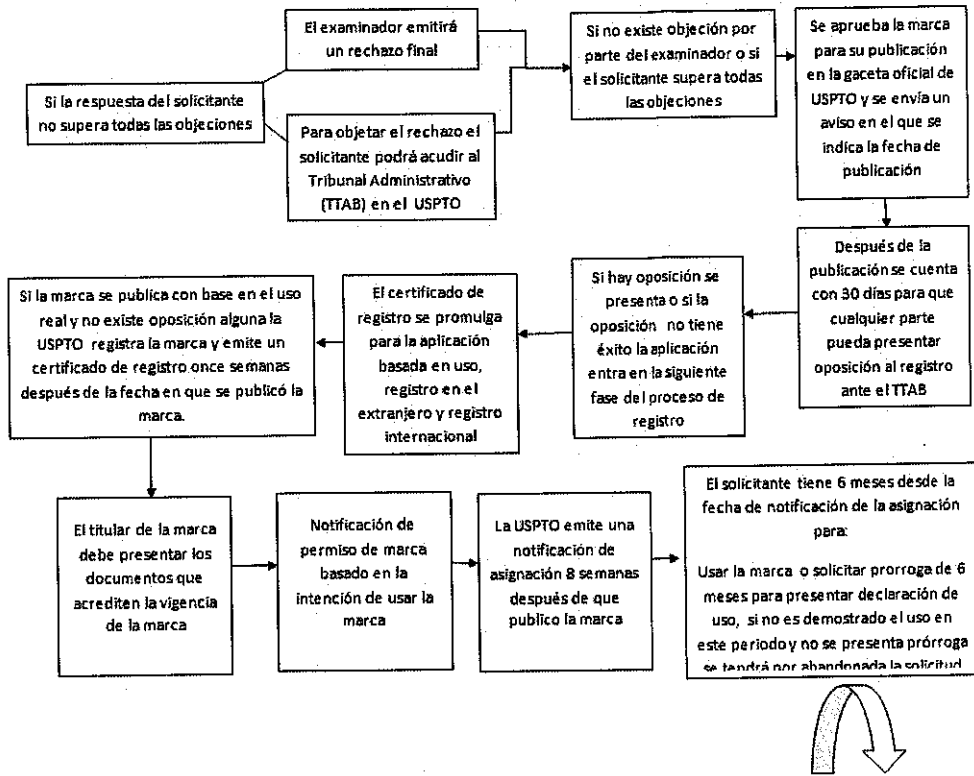 El examinador emitirá
un rechazo final
Si la respuesta del solicitante
no supera todas las objeciones
Para objetar el rechazo el
solicitante podrá acudir al
Tribunal Administrativo
(TTAB) en el USPTO
Si no existe objeción por
parte del examinador o si
el solicitante supera todas
las objeciones
Se aprueba la marca
para su publicación
en la gaceta oficial de
USPTO y se envía un
aviso en el que se
indica la fecha de
publicación
Después de la
publicación se cuenta
con 30 días para que
cualquier parte
pueda presentar
oposición al registro
ante el TTAB
Si hay oposición se
presenta o si la
oposición no tiene
éxito la aplicación
entra en la siguiente
fase del proceso de
registro
El certificado de
registro se promulga
para la aplicación
basada en uso,
registro en el
extranjero y registro
internacional
Si la marca se publica con base en el uso
real y no existe oposición alguna la
USPTO registra la marca y emite un
certificado de registro once semanas
después de la fecha en que se publicó la
marca.
El titular de la marca
debe presentar los
documentos que
acrediten la vigencia
de la marca
Notificación de
permiso de marca
basado en la
intención de usar la
marca
La USPTO emite una
notificación de
asignación 8 semanas
después de que
publico la marca
El solicitante tiene 6 meses desde la
fecha de notificación de la asignación
para:
Usar la marca o solicitar prorroga de 6
meses para presentar declaración de
uso, si no es demostrado el uso en
este periodo y no se presenta prórroga
se tendrá por abandonada la solicitud